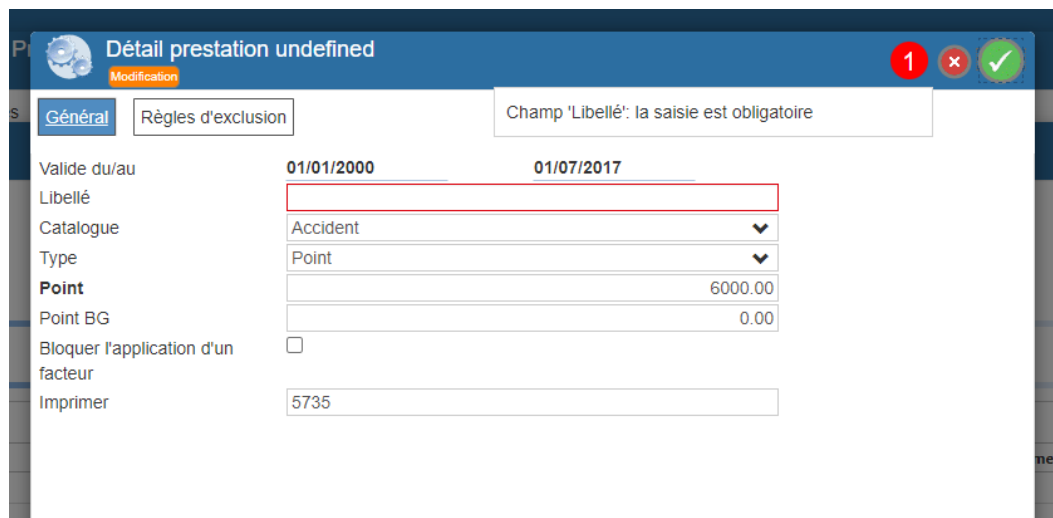 Détail prestation undefined
Modification
1
Général
Règles d'exclusion
Champ 'Libellé': la saisie est obligatoire
Valide du/au 01/01/2000 01/07/2017
Libellé
Catalogue Accident
Type Point
Point 6000.00
Point BG 0.00
Bloquer l'application d'un
facteur
Imprimer 5735